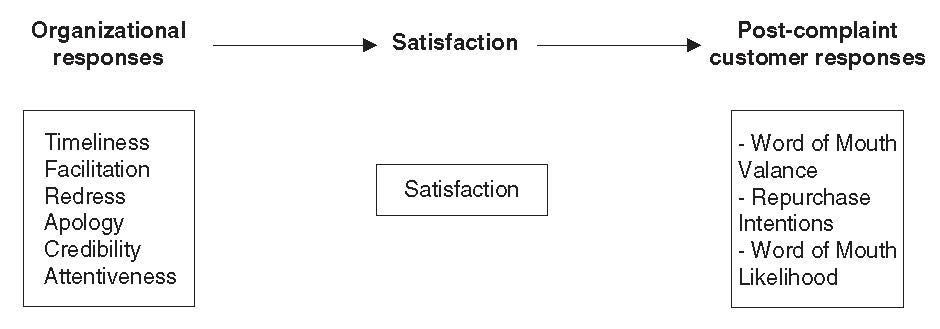 Organizational
responses
Satisfaction
Post-complaint
customer responses
Timeliness
Facilitation
Redress
Apology
Credibility
Attentiveness
Satisfaction
- Word of Mouth
Valance
- Repurchase
Intentions
- Word of Mouth
Likelihood